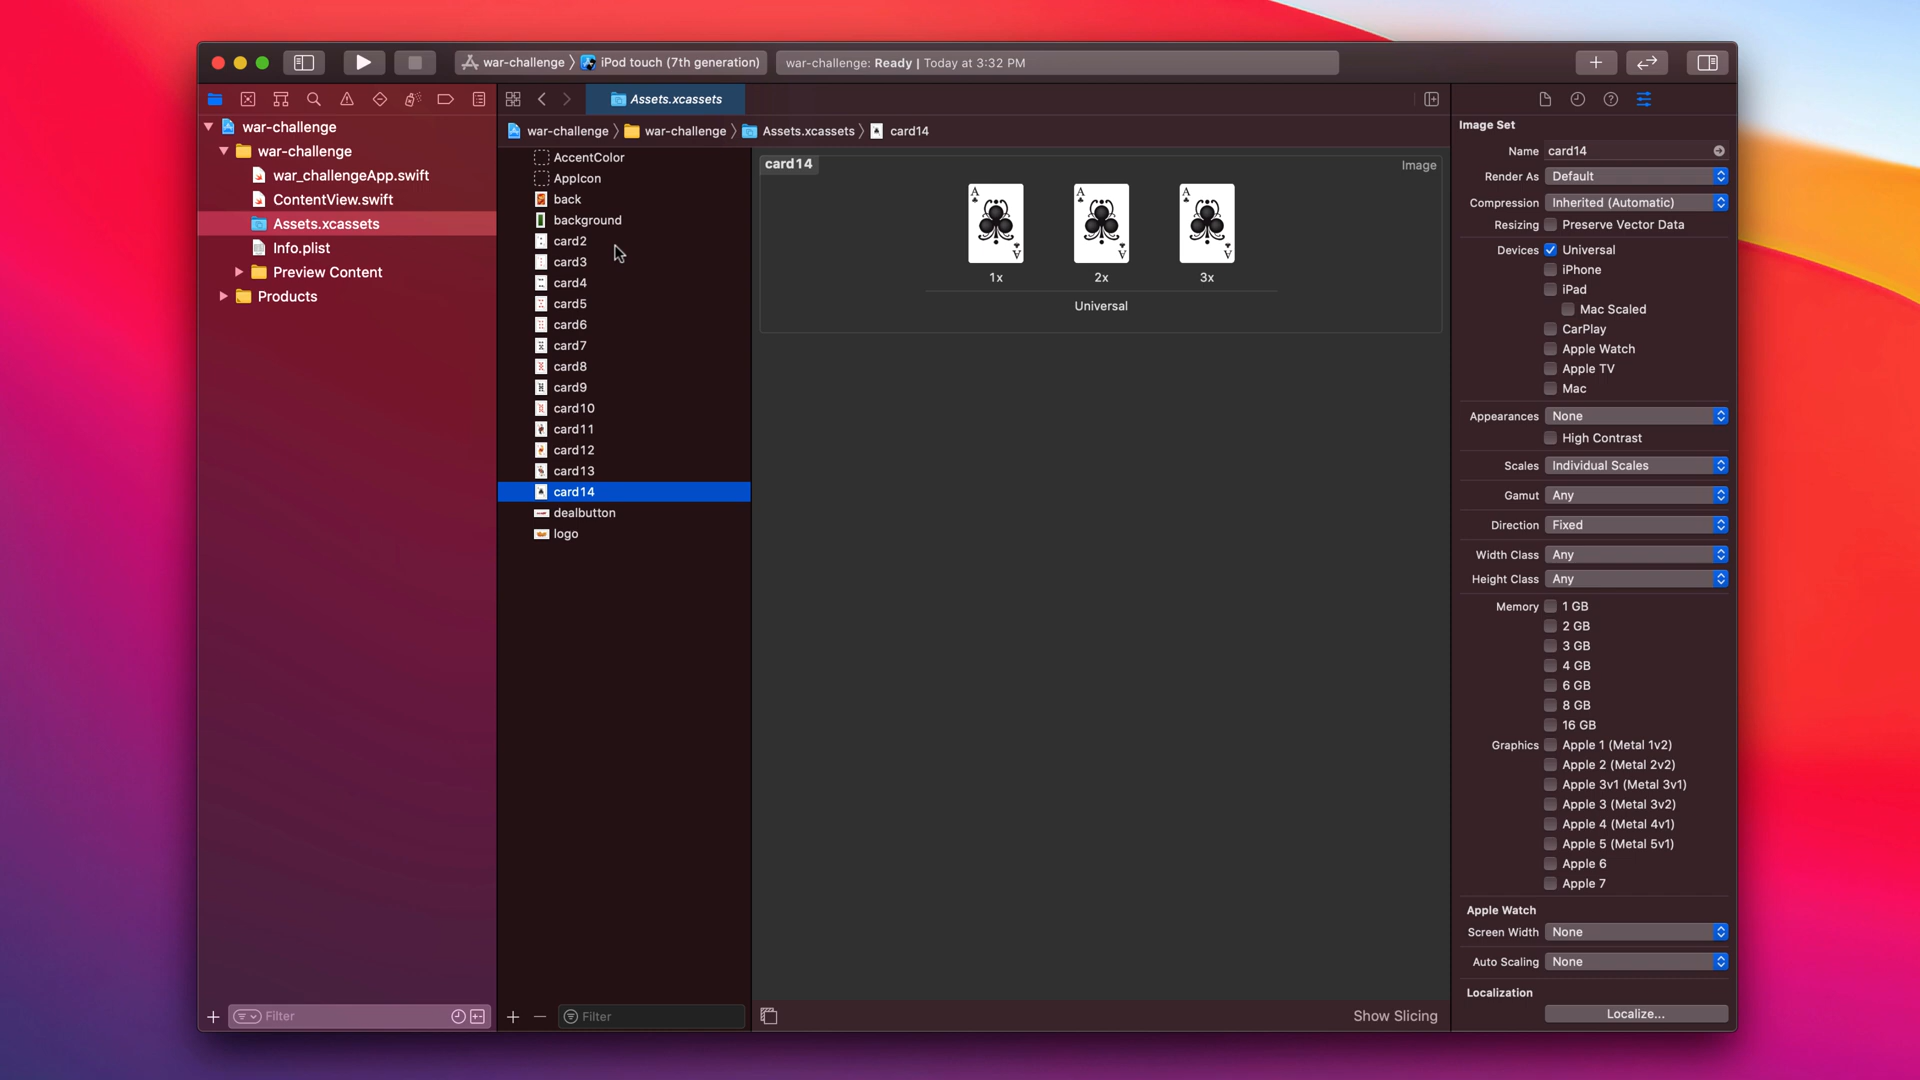 war-challenge 〉 iPod touch (7th generation)
war-challenge: Ready | Today at 3:32 PM
Assets.xcassets
war-challenge
war-challenge
war_challengeApp.swift
ContentView.swift
Assets.xcassets
Info.plist
Preview Content
Products
Filter
war-challenge 〉 war-challenge 〉 Assets.xcassets 〉 card14
AccentColor
AppIcon
back
background
card2
card3
card4
card5
card6
card7
card8
card9
card10
card11
card12
card13
card14
dealbutton
logo
Filter
card14
Image
A A A
A A A
1x 2x 3x
Universal
Show Slicing
Image Set
Name card14
Render As Default
Compression Inherited (Automatic)
Resizing Preserve Vector Data
Devices Universal
iPhone
iPad
Mac Scaled
CarPlay
Apple Watch
Apple TV
Mac
Appearances None
High Contrast
Scales Individual Scales
Gamut Any
Direction Fixed
Width Class Any
Height Class Any
Memory 1 GB
2 GB
3 GB
4 GB
6 GB
8 GB
16 GB
Graphics Apple 1 (Metal 1v2)
Apple 2 (Metal 2v2)
Apple 3v1 (Metal 3v1)
Apple 3 (Metal 3v2)
Apple 4 (Metal 4v1)
Apple 5 (Metal 5v1)
Apple 6
Apple 7
Apple Watch
Screen Width None
Auto Scaling None
Localization
Localize...